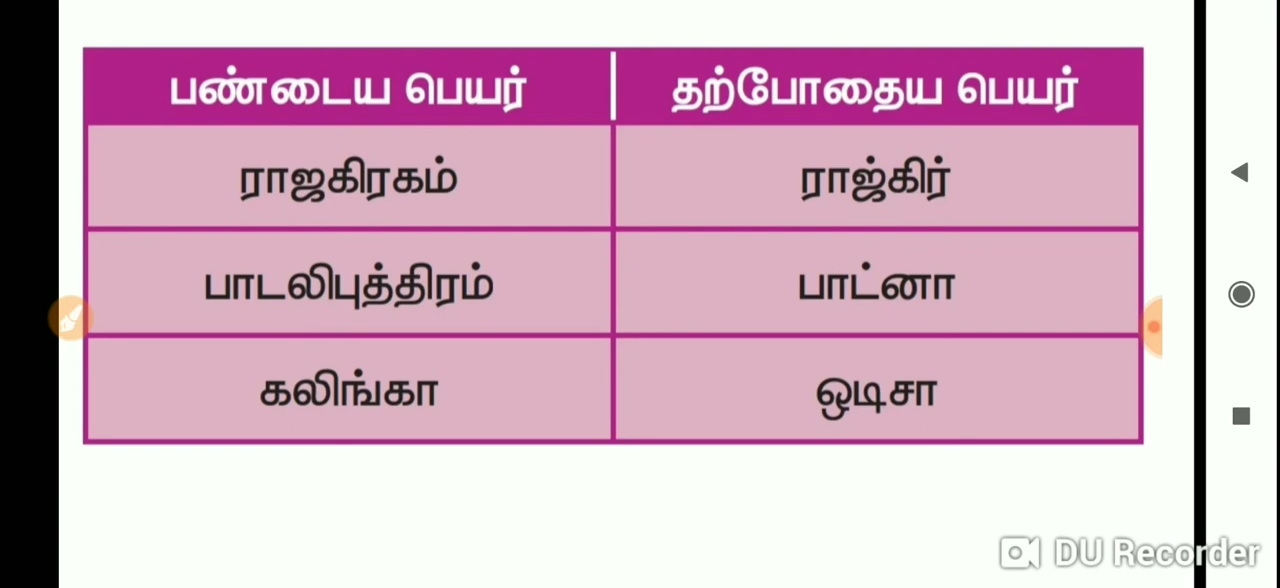 பண்டைய பெயர் தற்போதைய பெயர்
ராஜகிரகம் ராஜ்கிர்
பாடலிபுத்திரம் பாட்னா
கலிங்கா ஒடிசா
DU Recorder